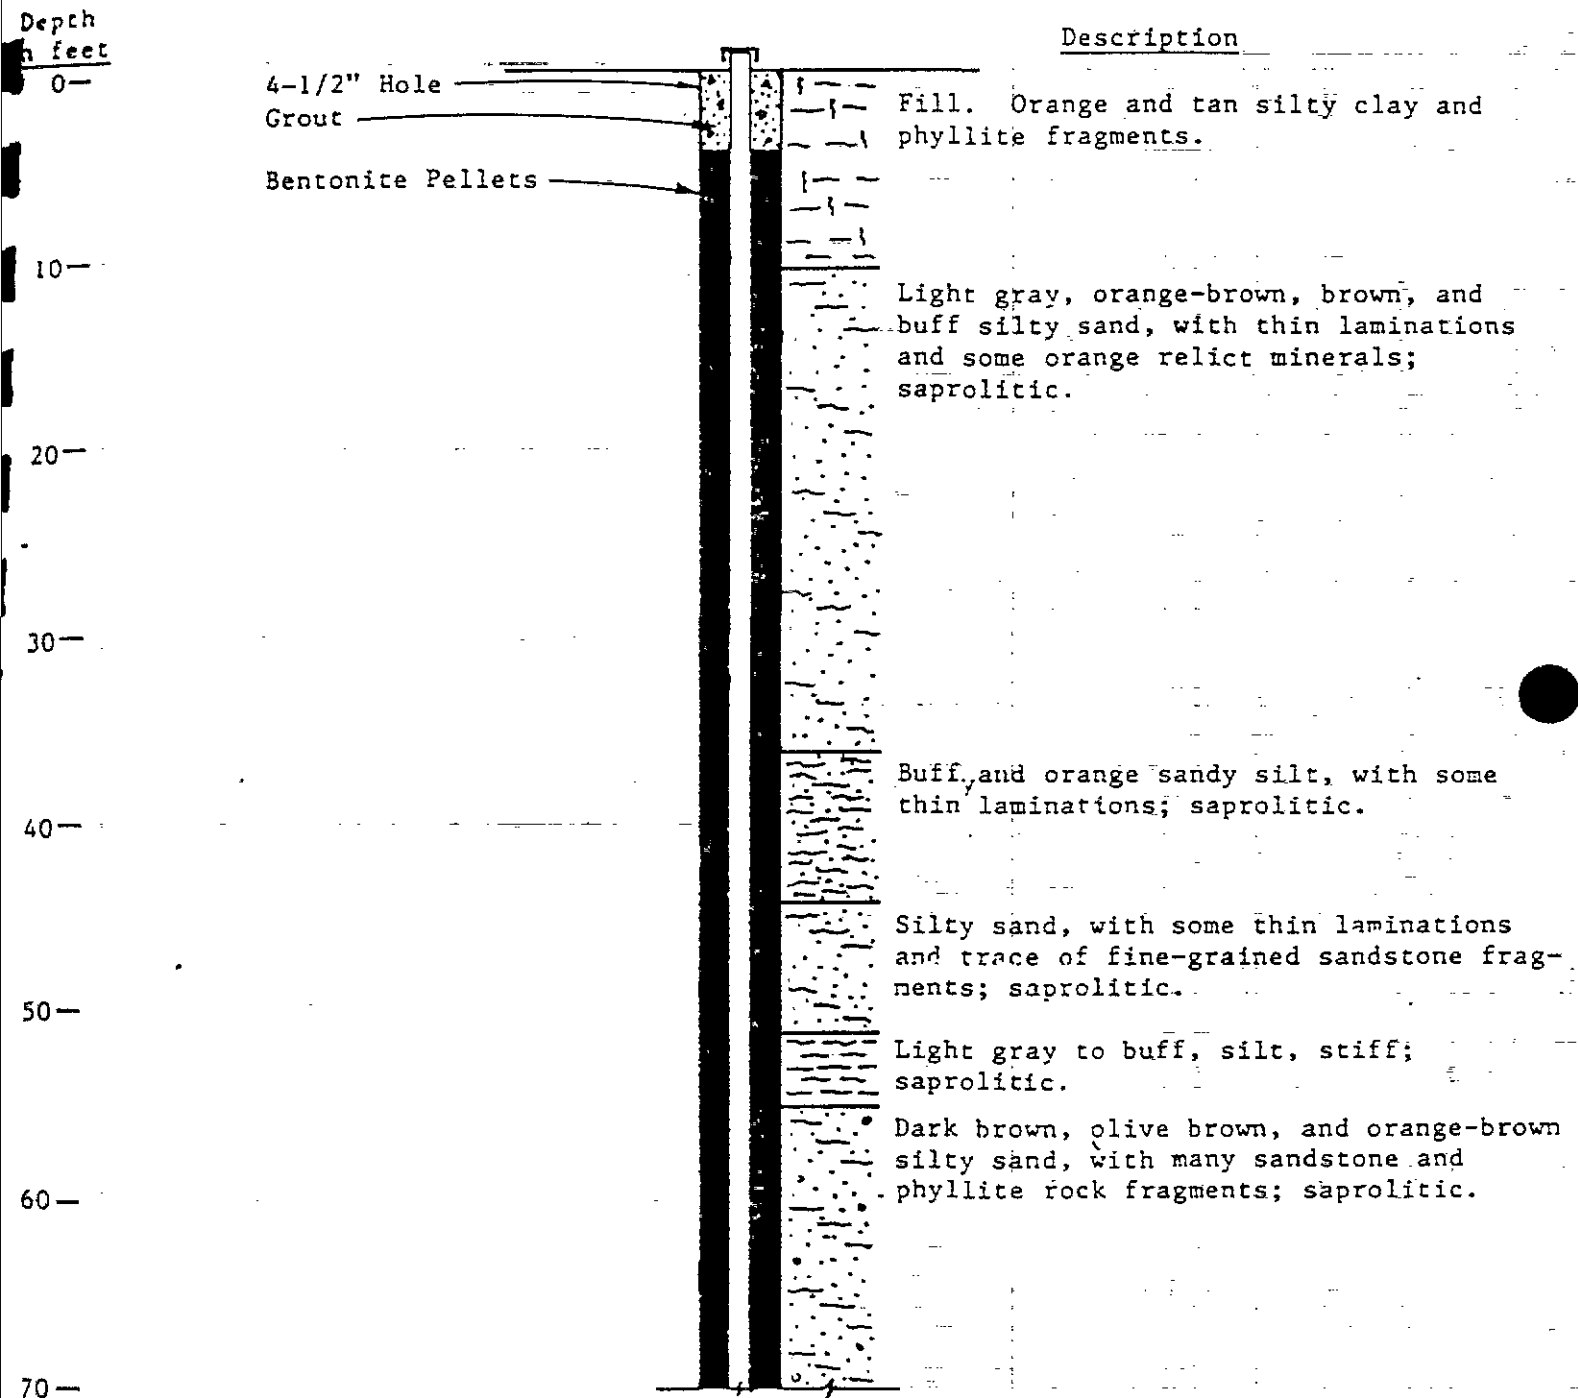 Depth
n feet
Description
0
4-1/2" Hole
Grout
Bentonite Pellets
Fill. Orange and tan silty clay and
phyllite fragments.
10
Light gray, orange-brown, brown, and
buff silty sand, with thin laminations
and some orange relict minerals;
saprolitic.
20
30
Buff, and orange sandy silt, with some
thin laminations; saprolitic.
40
Silty sand, with some thin laminations
and trace of fine-grained sandstone frag-
ments; saprolitic.
50
Light gray to buff, silt, stiff;
saprolitic.
Dark brown, olive brown, and orange-brown
silty sand, with many sandstone and
phyllite rock fragments; saprolitic.
60
70